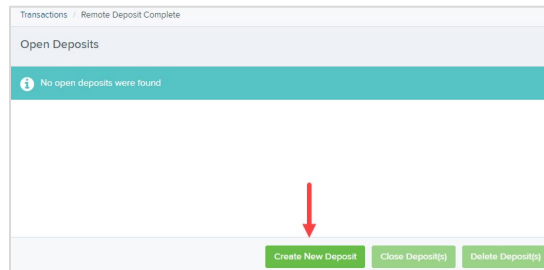 Transactions / Remote Deposit Complete
Open Deposits
No open deposits were found
Create New Deposit Close Deposit(s) Delete Deposit(s)